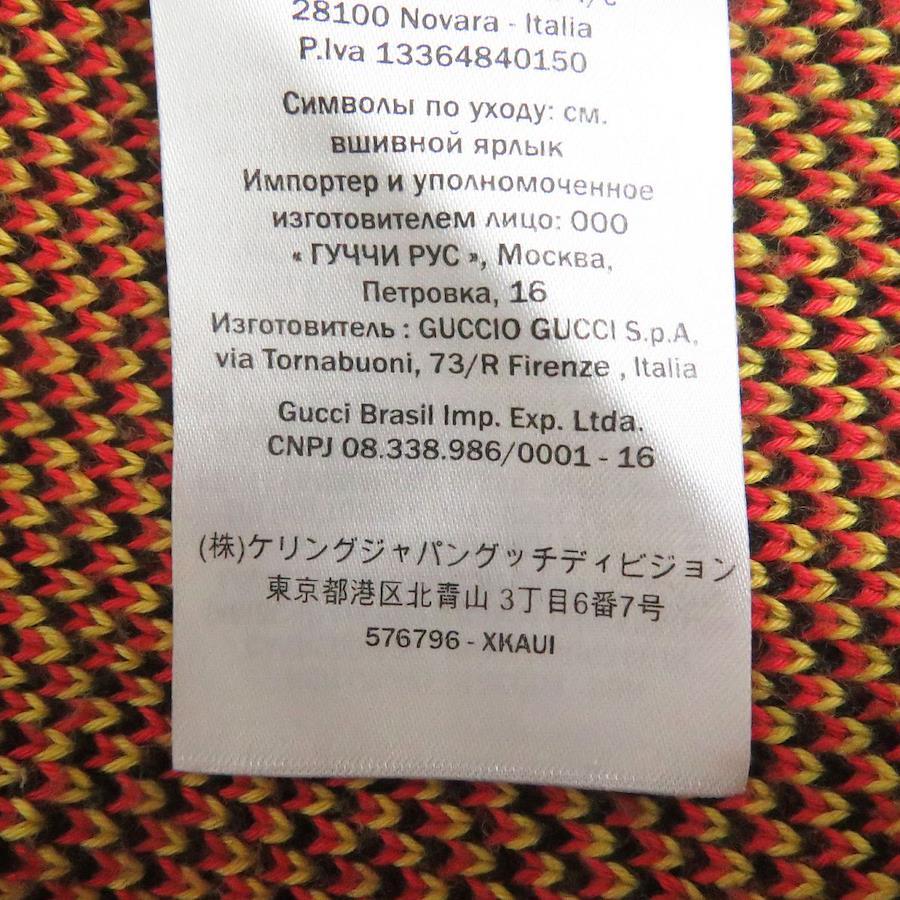 28100 Novara - Italia
P.Iva 13364840150
Символы по уходу: см.
вшивной ярлык
Импортер и уполномоченное
изготовителем лицо: ООО
« ГУЧЧИ РУС », Москва,
Петровка, 16
Изготовитель : GUCCIO GUCCI S.p.A.
via Tornabuoni, 73/R Firenze , Italia
Gucci Brasil Imp. Exp. Ltda.
CNPJ 08.338.986/0001 - 16
(株)ケリングジャパングッチディビジョン
東京都港区北青山 3丁目6番7号
576796 - XKAUI